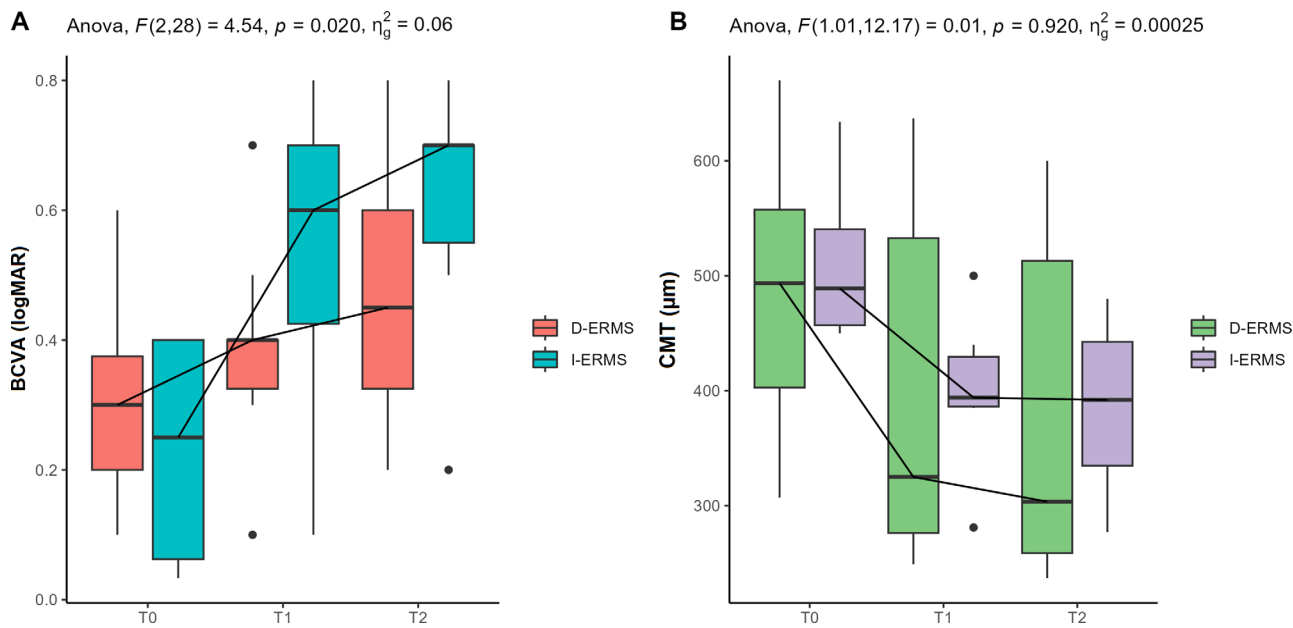 A
Anova, F(2,28) = 4.54, p = 0.020, η²g = 0.06
BCVA (logMAR)
0.8
0.6
0.4
0.2
0.0
T0 T1 T2
D-ERMS
I-ERMS
B
Anova, F(1.01,12.17) = 0.01, p = 0.920, η²g = 0.00025
CMT (µm)
600
500
400
300
T0 T1 T2
D-ERMS
I-ERMS